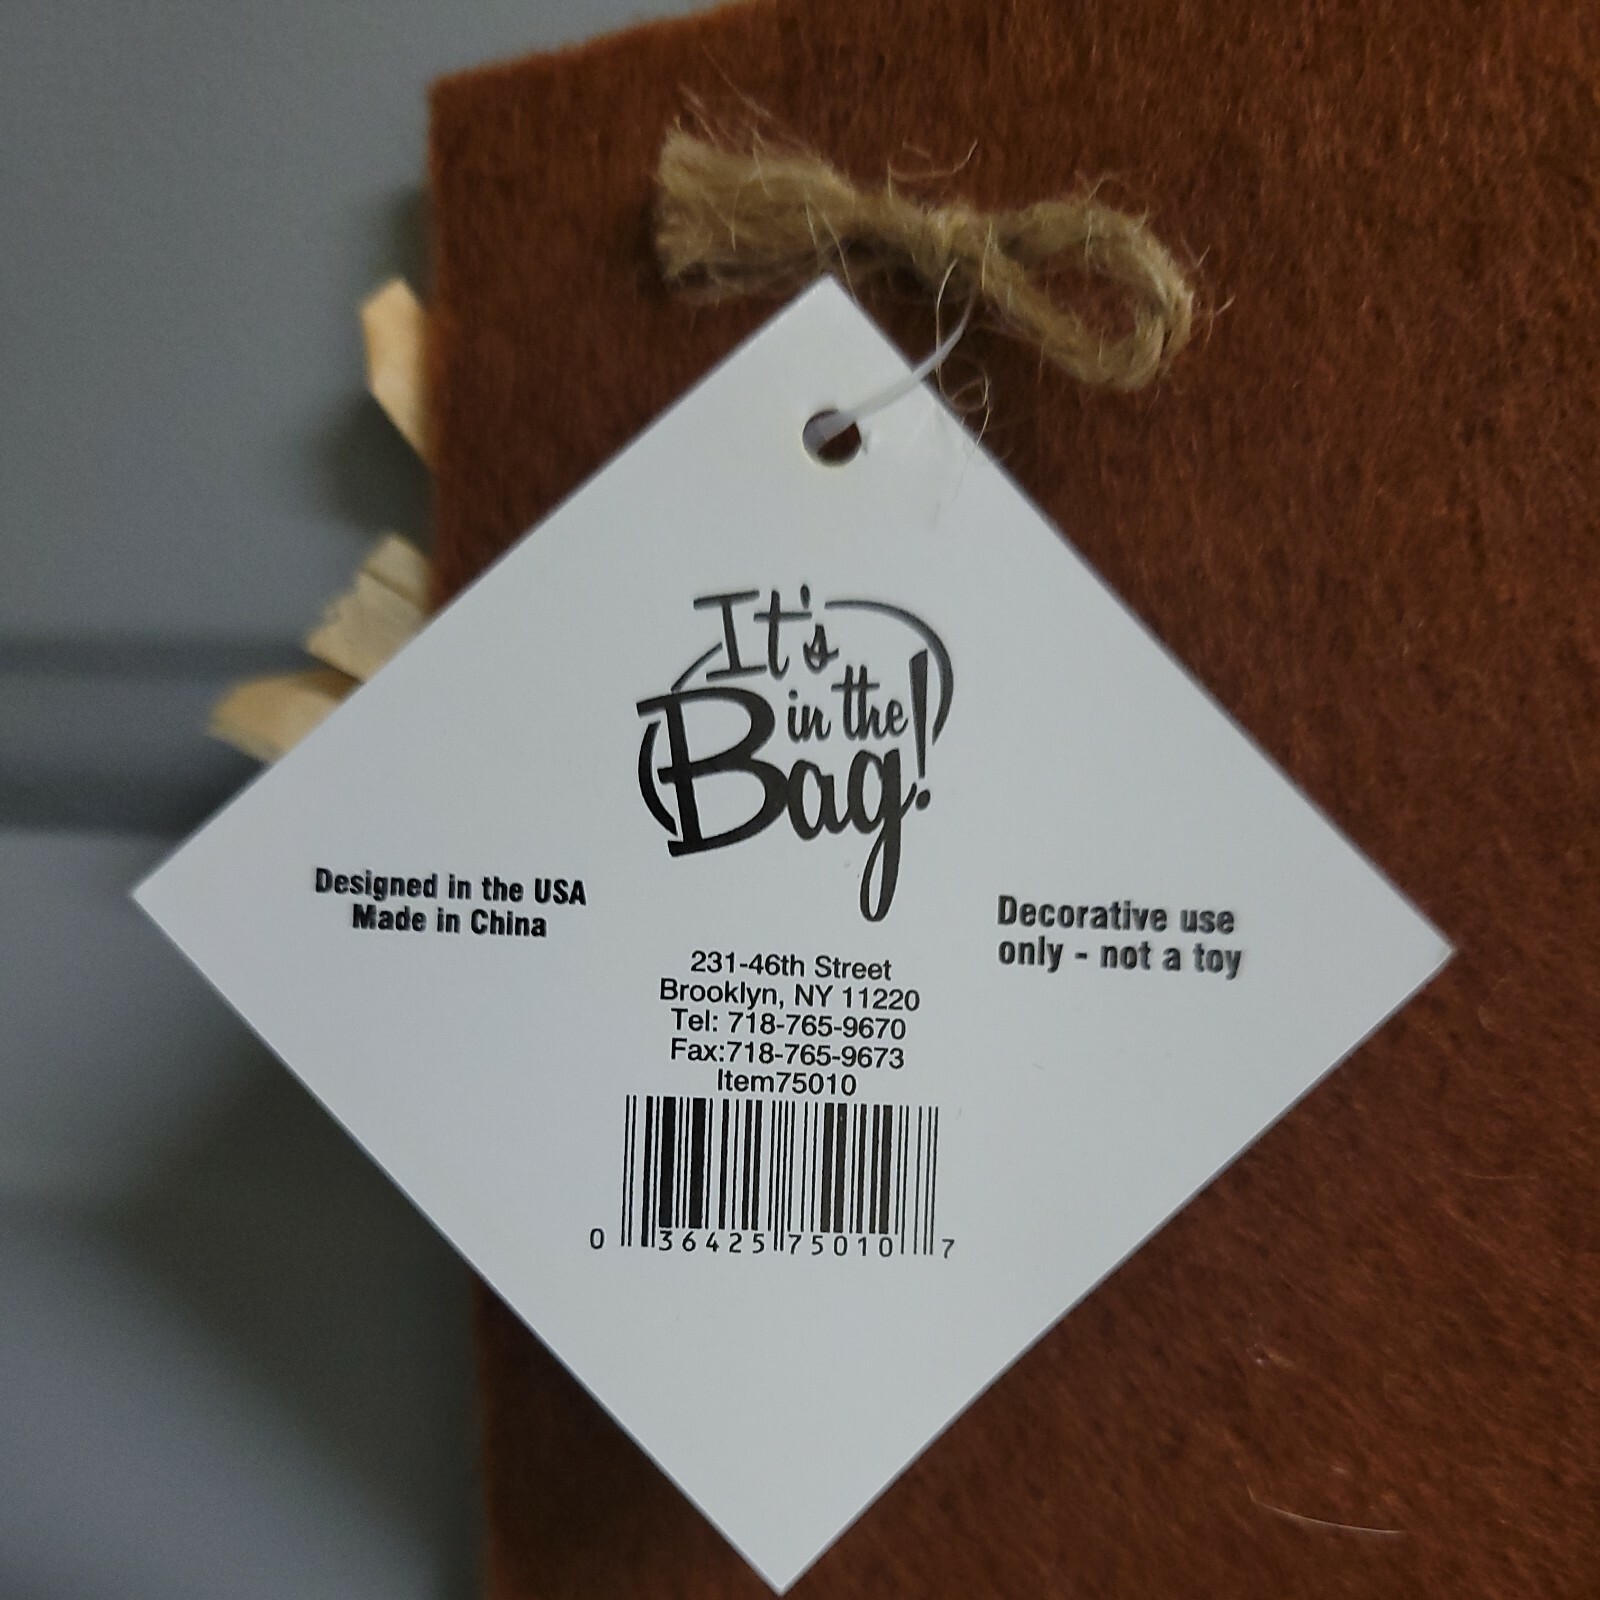 It's
in the
Bag!
Designed in the USA
Made in China
Decorative use
only - not a toy
231-46th Street
Brooklyn, NY 11220
Tel: 718-765-9670
Fax:718-765-9673
Item75010
0 36425 75010 7